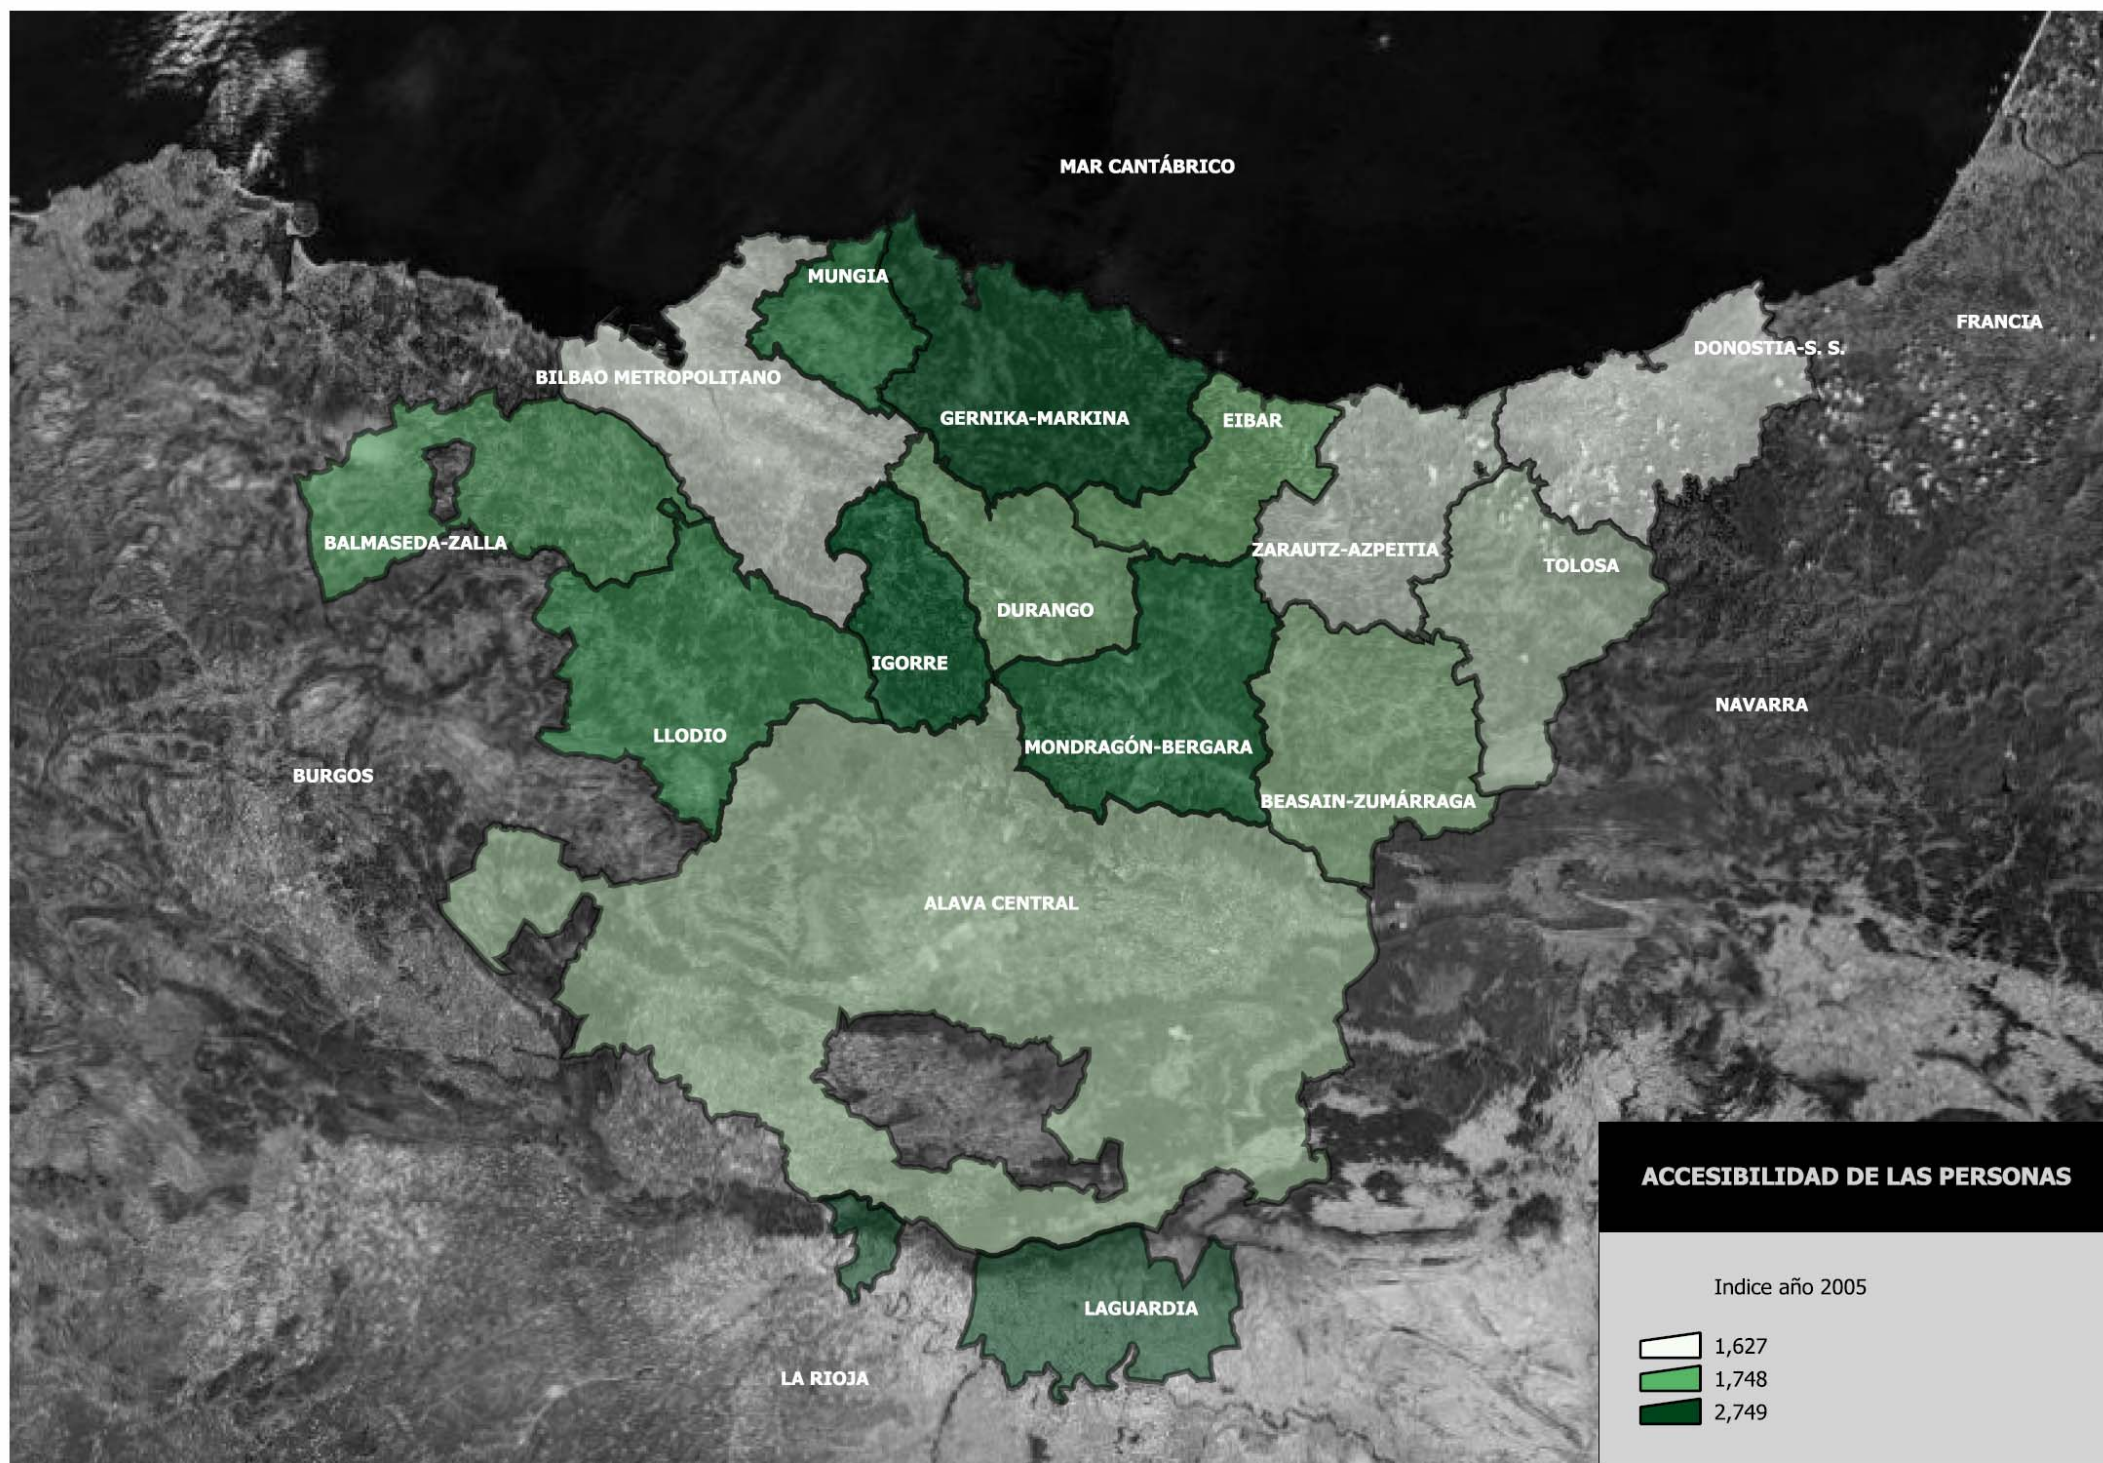 MAR CANTÁBRICO
MUNGIA
FRANCIA
DONOSTIA-S. S.
BILBAO METROPOLITANO
GERNIKA-MARKINA
EIBAR
BALMASEDA-ZALLA
ZARAUTZ-AZPEITIA
TOLOSA
DURANGO
IGORRE
NAVARRA
LLODIO
MONDRAGÓN-BERGARA
BURGOS
BEASAIN-ZUMÁRRAGA
ALAVA CENTRAL
LAGUARDIA
LA RIOJA
ACCESIBILIDAD DE LAS PERSONAS
Indice año 2005
1,627
1,748
2,749